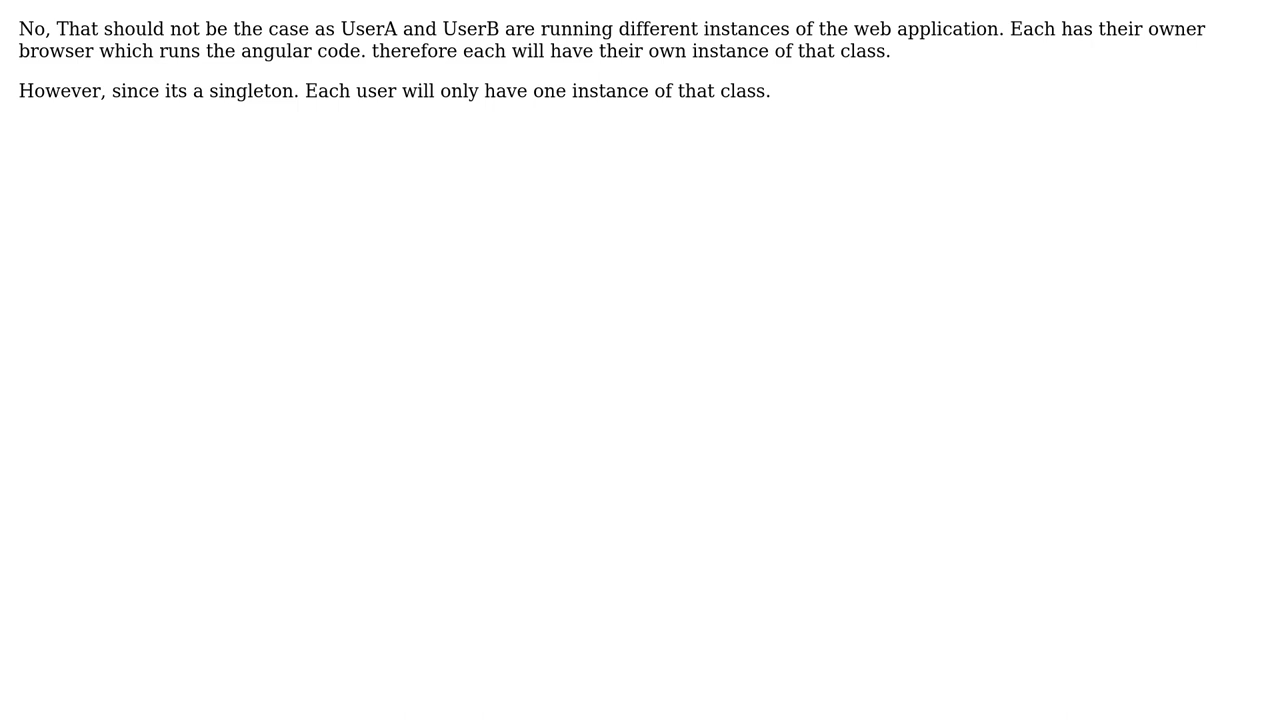 No, That should not be the case as UserA and UserB are running different instances of the web application. Each has their owner
browser which runs the angular code. therefore each will have their own instance of that class.
However, since its a singleton. Each user will only have one instance of that class.